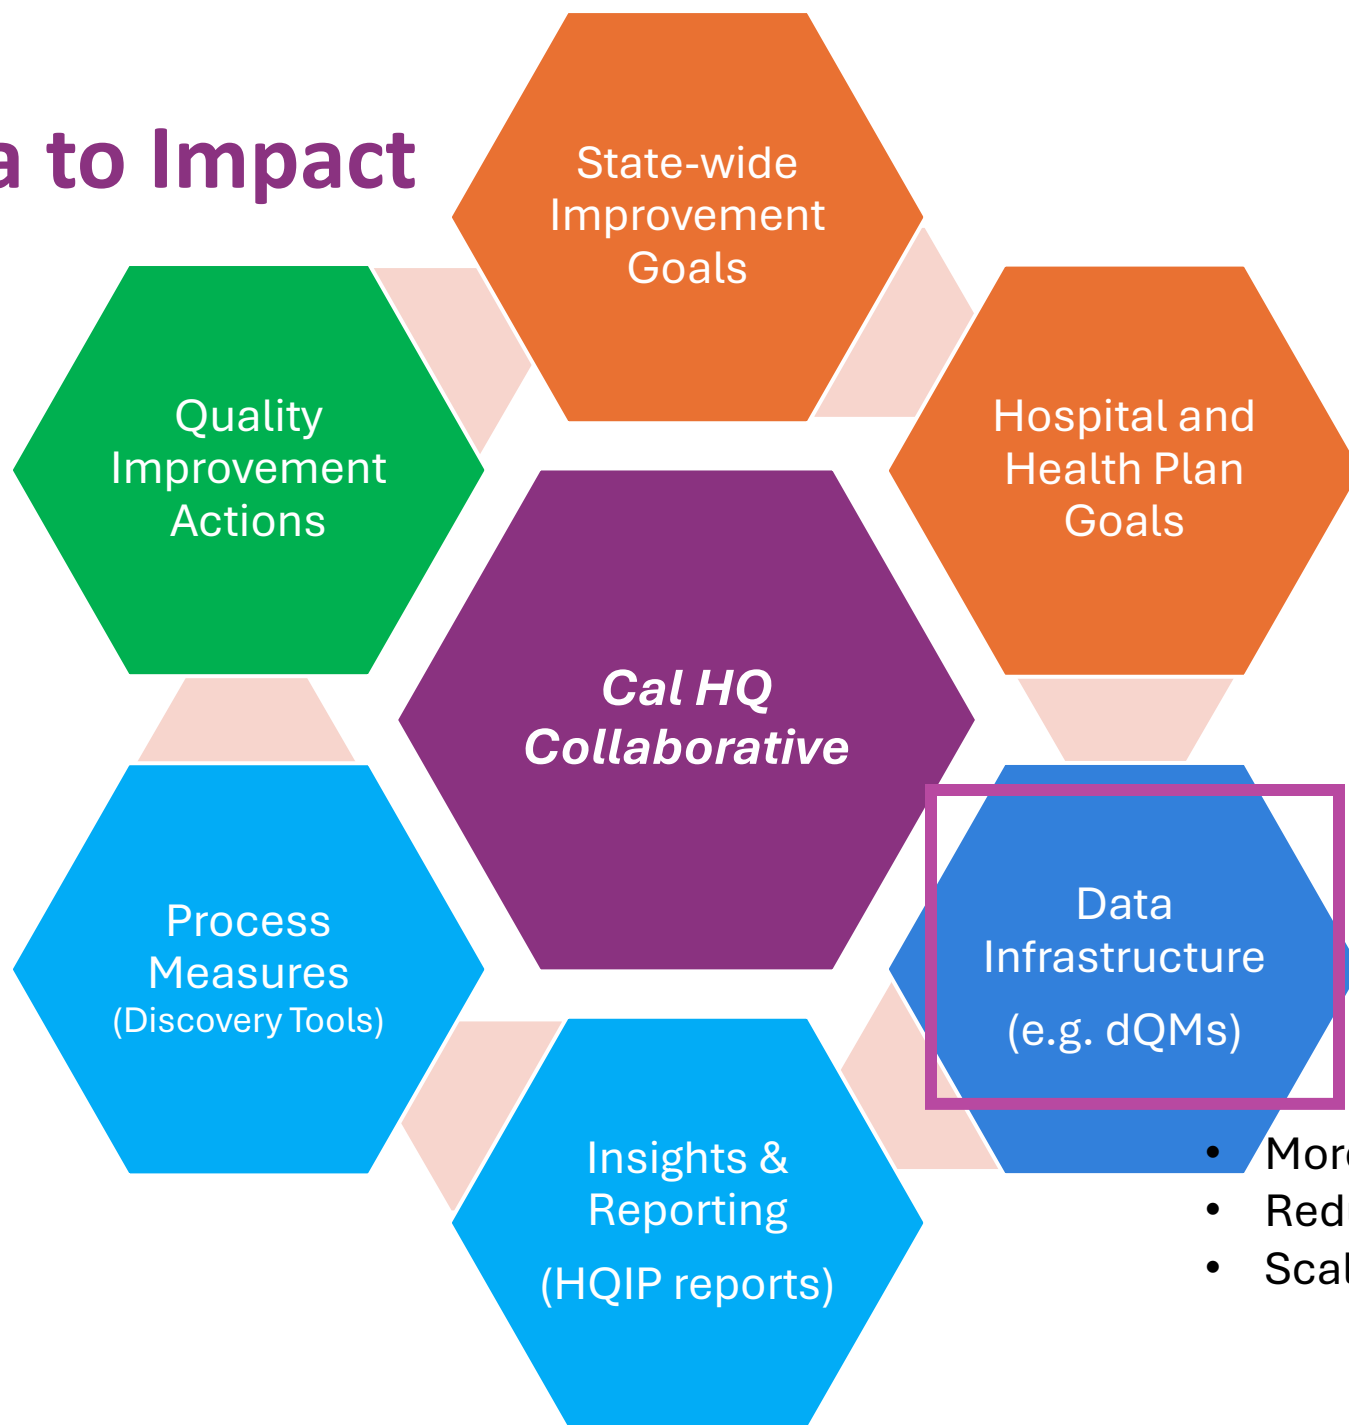 to Impact
State-wide
Improvement
Goals
Quality
Improvement
Actions
Hospital and
Health Plan
Goals
Cal HQ
Collaborative
Data
Infrastructure
(e.g. dQMs)
Process
Measures
(Discovery Tools)
Insights &
Reporting
(HQIP reports)